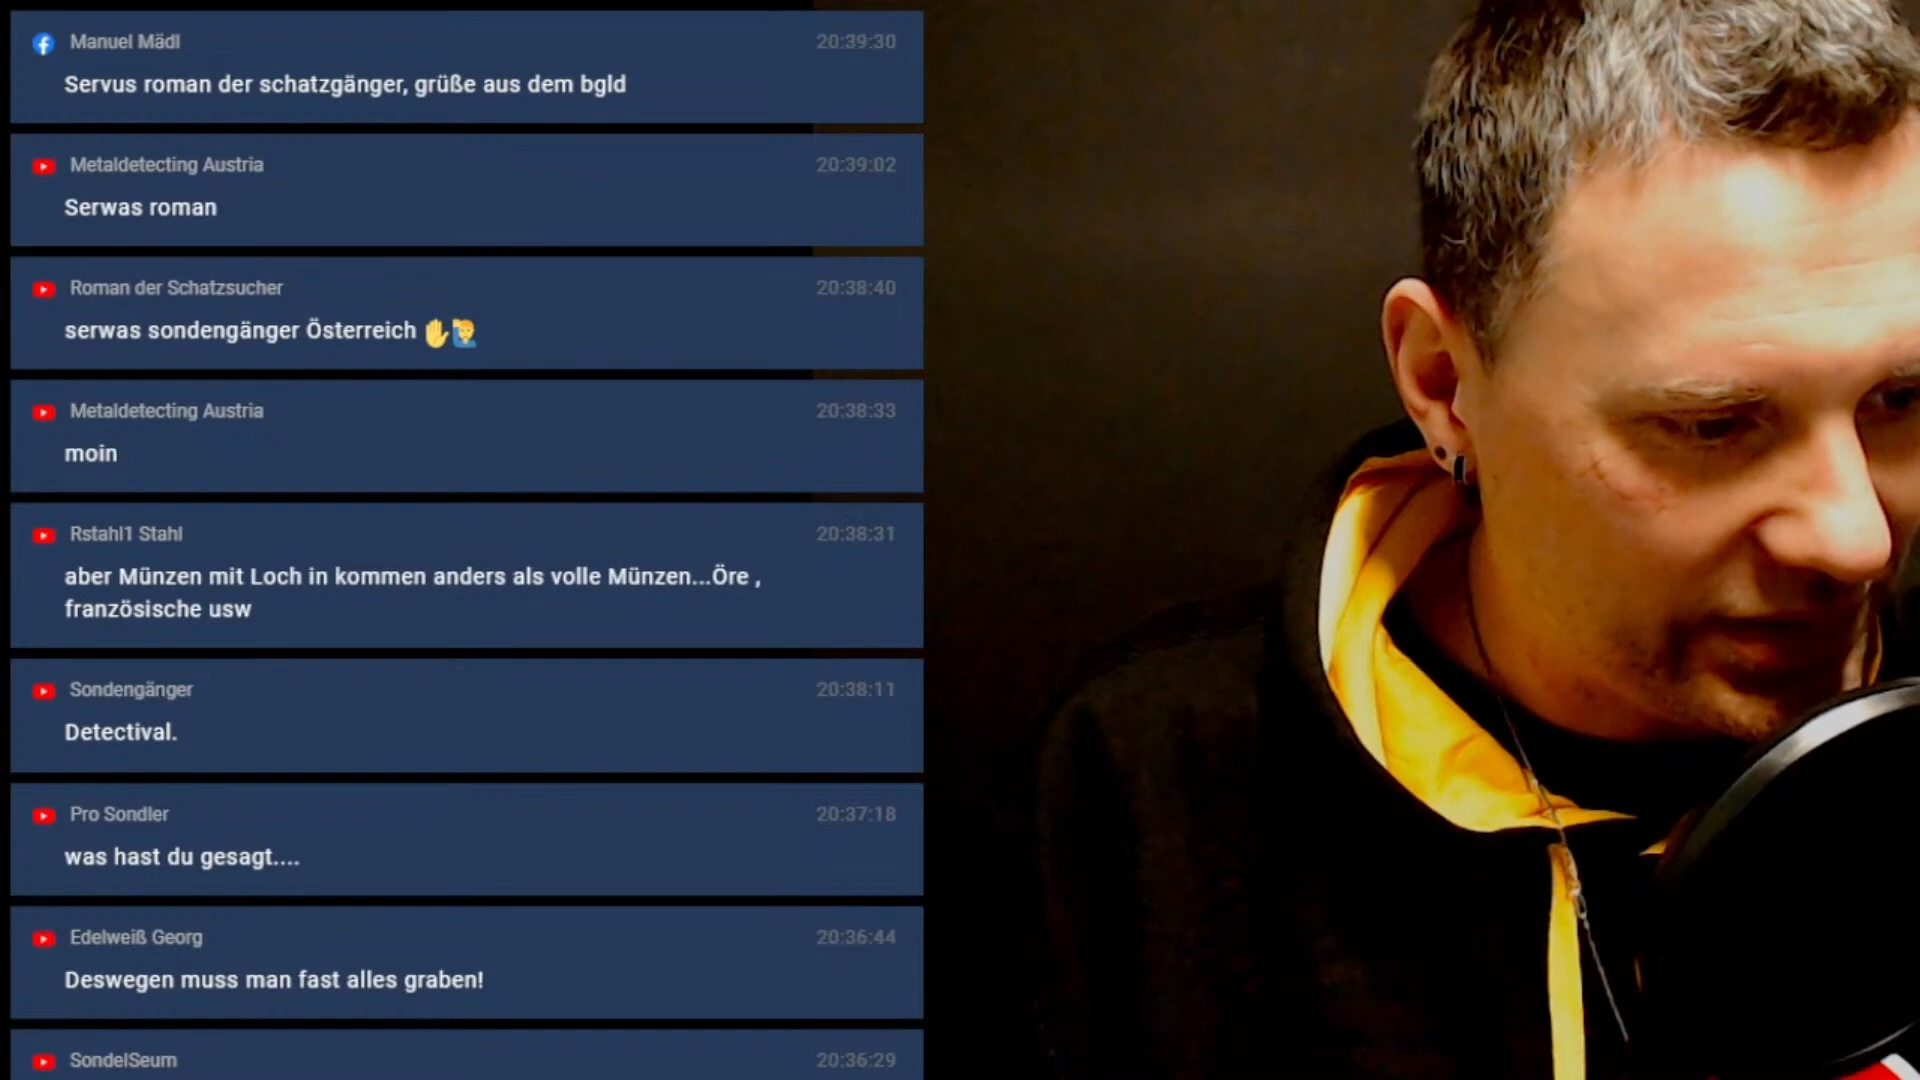 Manuel Mädl 20:39:30
Servus roman der schatzgänger, grüße aus dem bgld
Metaldetecting Austria 20:39:02
Serwas roman
Roman der Schatzsucher 20:38:40
serwas sondengänger Österreich ✋🙋‍♂️
Metaldetecting Austria 20:38:33
moin
Rstahl1 Stahl 20:38:31
aber Münzen mit Loch in kommen anders als volle Münzen...Öre ,
französische usw
Sondengänger 20:38:11
Detectival.
Pro Sondler 20:37:18
was hast du gesagt....
Edelweiß Georg 20:36:44
Deswegen muss man fast alles graben!
SondelSeum 20:36:29